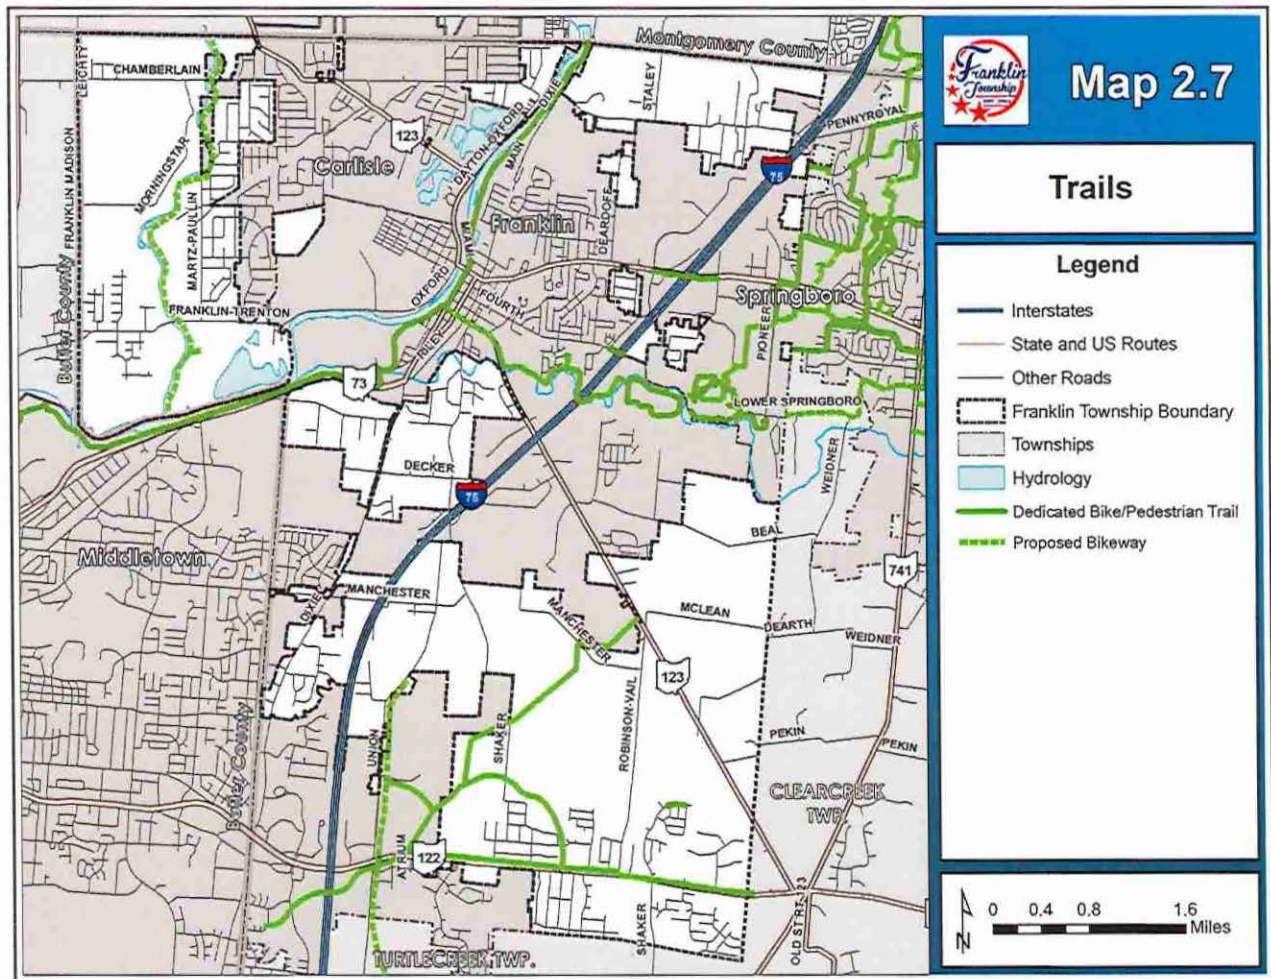 Montgomery County
CHAMBERLAIN
LEICHTY
STALEY
DIXIE
PENNYROYAL
123
DAYTON-OXFORD
MAIN
Carlisle
MORNINGSTAR
75
FRANKLIN MADISON
MARTZ-PAULLIN
Franklin
DEARDOFF
MIAMI
OXFORD
FOURTH
Springboro
FRANKLIN-TRENTON
PIONEER
Butler County
RILEY
73
LOWER SPRINGBORO
WEIDNER
DECKER
75
BEAL
Middletown
741
DIXIE
MANCHESTER
MANCHESTER
MCLEAN
DEARTH
WEIDNER
123
ROBINSON-VAIL
SHAKER
UNION
PEKIN
PEKIN
Butler County
CLEARCREEK
TWP.
ATRIUM
122
SHAKER
OLD ST RT 123
TURTLECREEK TWP.
Franklin
Township
Map 2.7
Trails
Legend
Interstates
State and US Routes
Other Roads
Franklin Township Boundary
Townships
Hydrology
Dedicated Bike/Pedestrian Trail
Proposed Bikeway
N
0 0.4 0.8 1.6
Miles